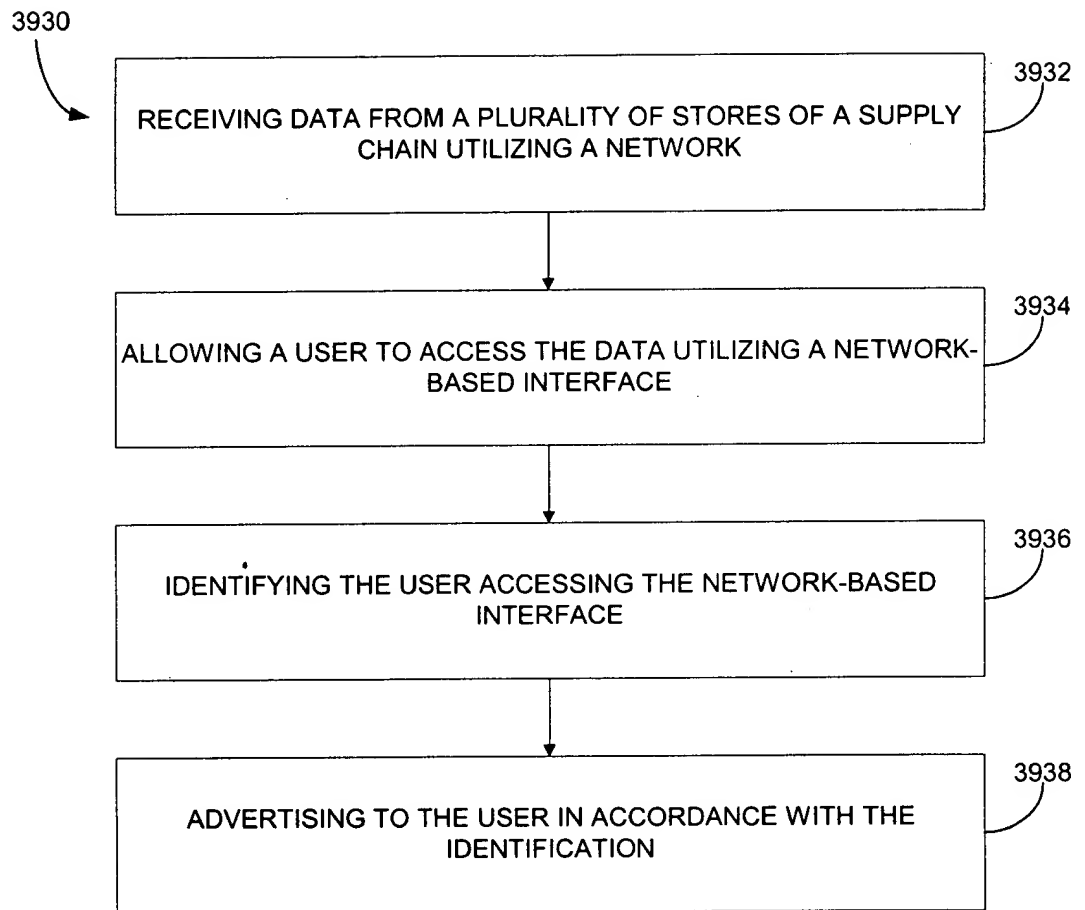 3930
3932
RECEIVING DATA FROM A PLURALITY OF STORES OF A SUPPLY
CHAIN UTILIZING A NETWORK
3934
ALLOWING A USER TO ACCESS THE DATA UTILIZING A NETWORK-
BASED INTERFACE
3936
IDENTIFYING THE USER ACCESSING THE NETWORK-BASED
INTERFACE
3938
ADVERTISING TO THE USER IN ACCORDANCE WITH THE
IDENTIFICATION